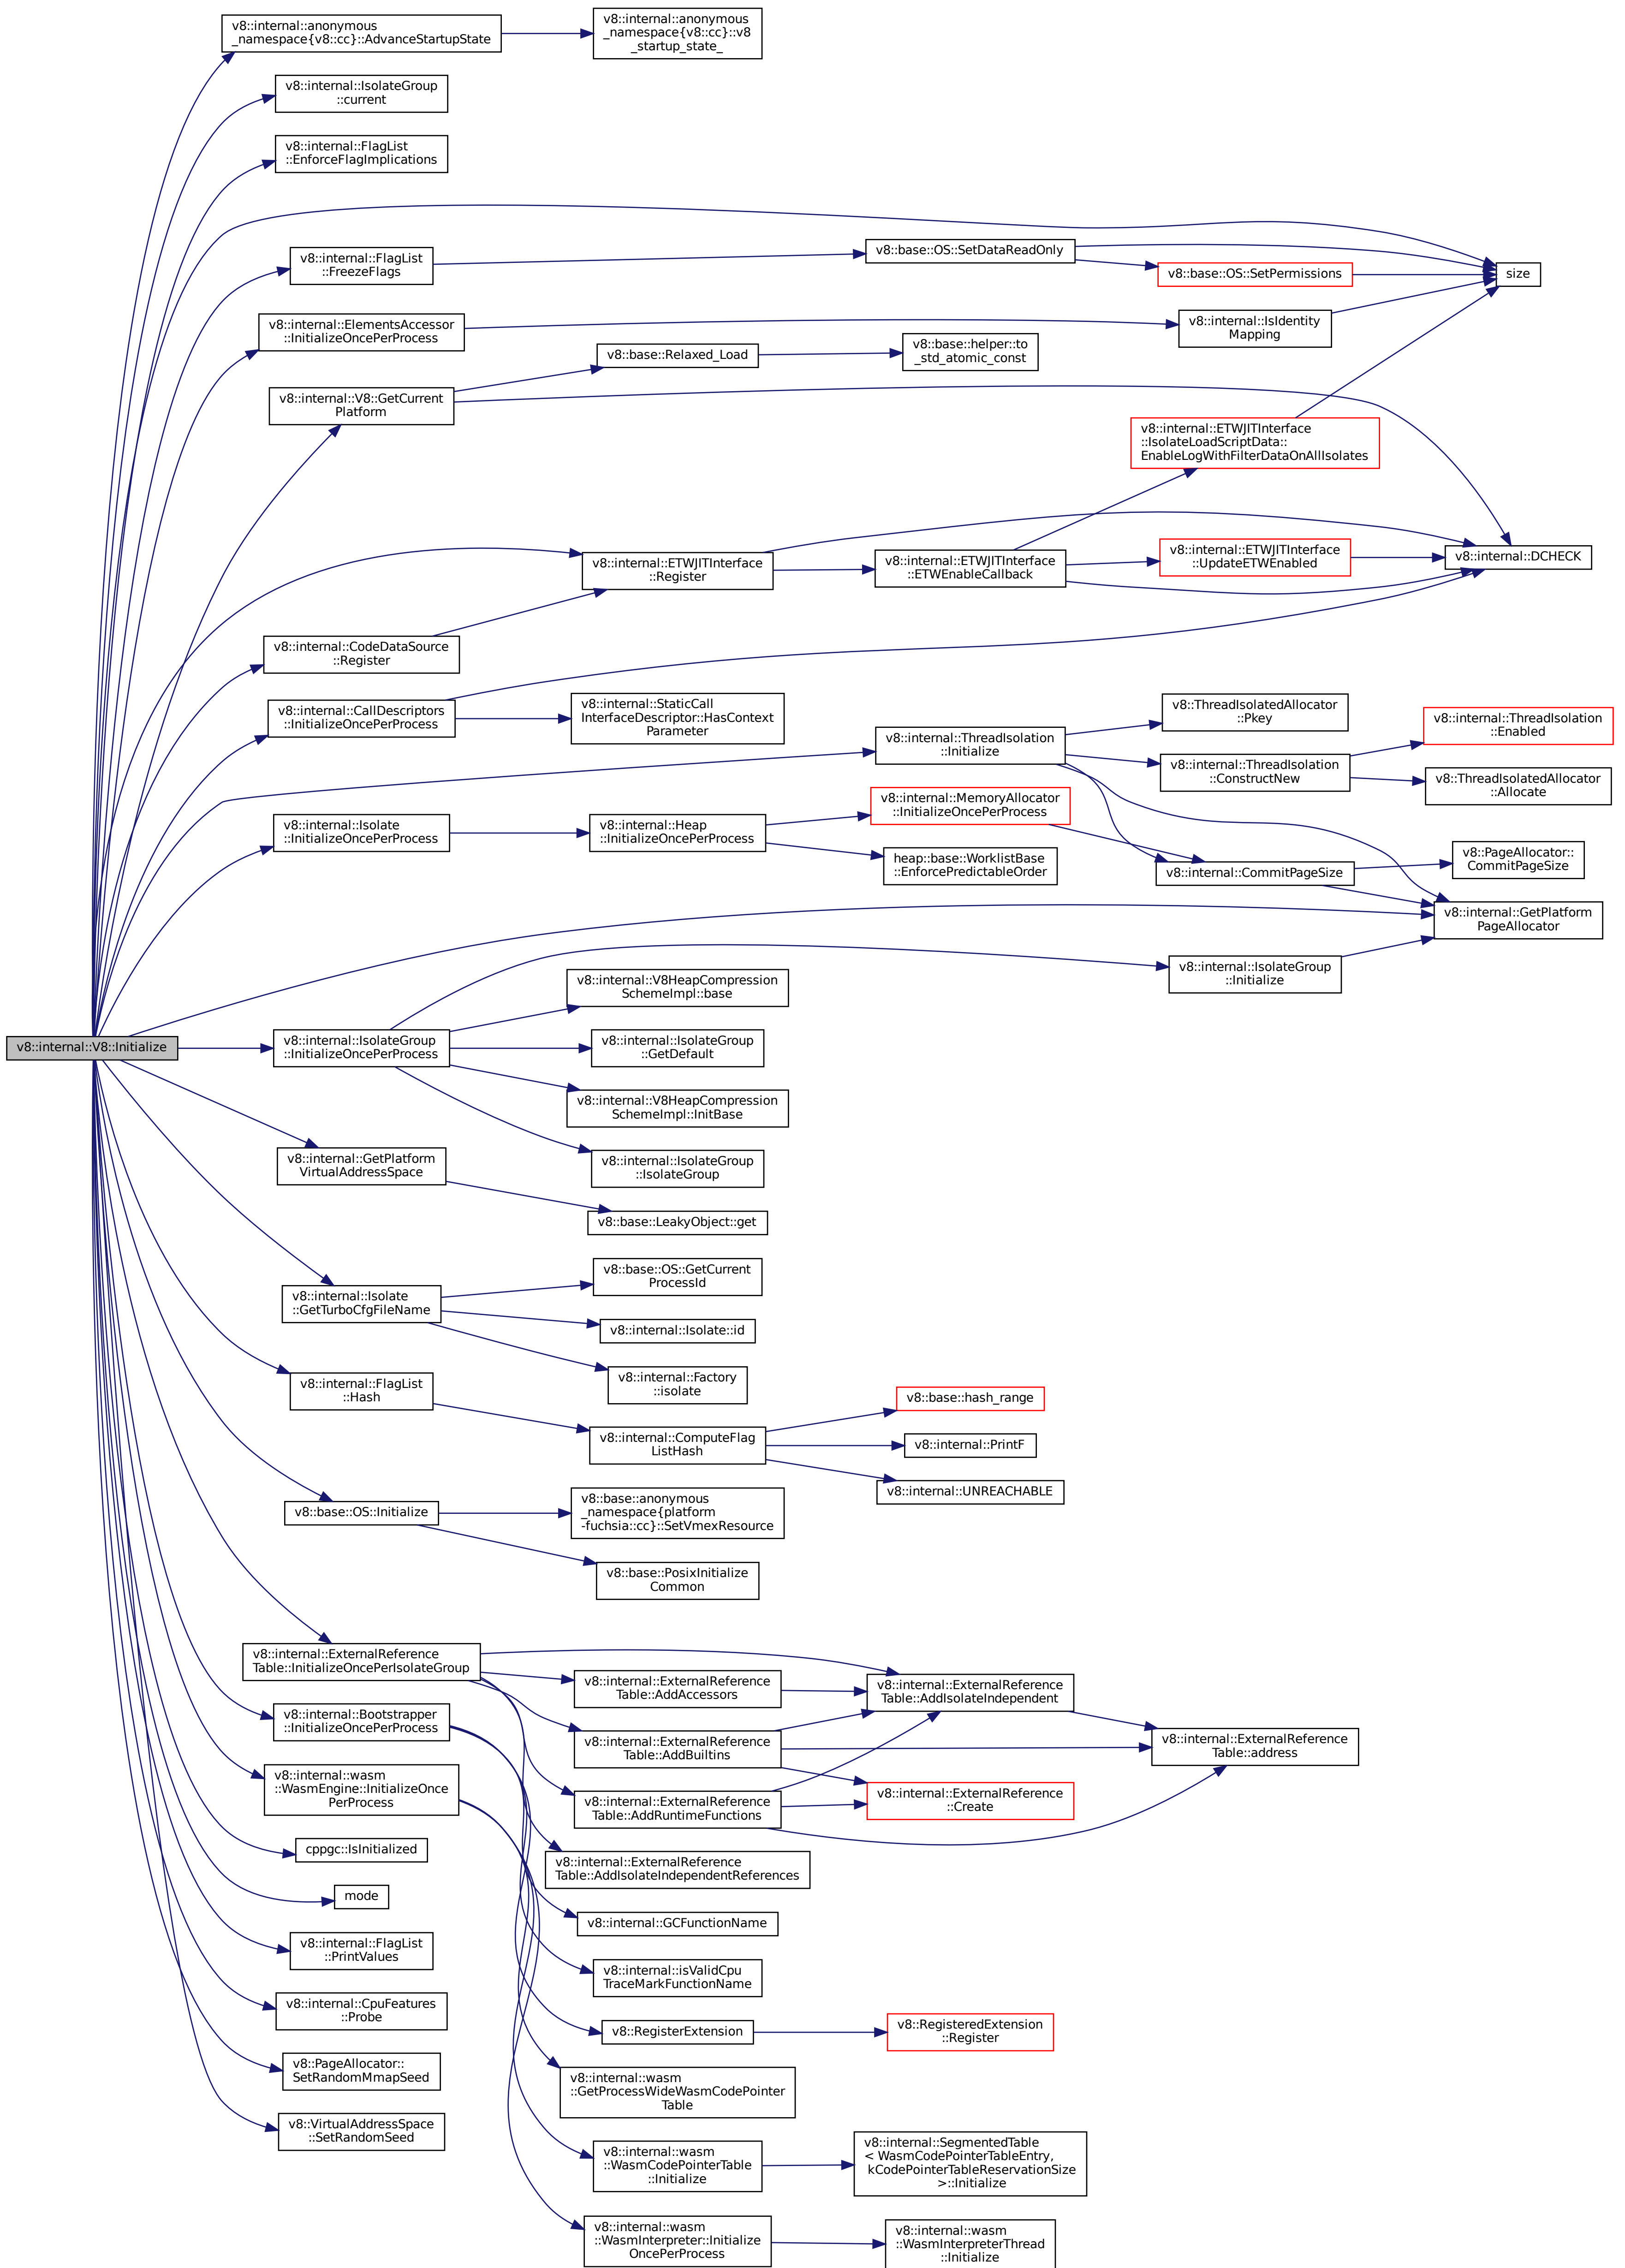 v8::internal::anonymous
_namespace{v8::cc}::AdvanceStartupState
v8::internal::anonymous
_namespace{v8::cc}::v8
_startup_state_
v8::internal::IsolateGroup
::current
v8::internal::FlagList
::EnforceFlagImplications
v8::internal::FlagList
::FreezeFlags
v8::base::OS::SetDataReadOnly
v8::base::OS::SetPermissions
size
v8::internal::ElementsAccessor
::InitializeOncePerProcess
v8::internal::IsIdentity
Mapping
v8::base::Relaxed_Load
v8::base::helper::to
_std_atomic_const
v8::internal::V8::GetCurrent
Platform
v8::internal::ETWJITInterface
::IsolateLoadScriptData::
EnableLogWithFilterDataOnAllIsolates
v8::internal::ETWJITInterface
::Register
v8::internal::ETWJITInterface
::ETWEnableCallback
v8::internal::ETWJITInterface
::UpdateETWEnabled
v8::internal::DCHECK
v8::internal::CodeDataSource
::Register
v8::internal::CallDescriptors
::InitializeOncePerProcess
v8::internal::StaticCall
InterfaceDescriptor::HasContext
Parameter
v8::internal::ThreadIsolation
::Initialize
v8::ThreadIsolatedAllocator
::Pkey
v8::internal::ThreadIsolation
::ConstructNew
v8::internal::ThreadIsolation
::Enabled
v8::ThreadIsolatedAllocator
::Allocate
v8::internal::Isolate
::InitializeOncePerProcess
v8::internal::Heap
::InitializeOncePerProcess
v8::internal::MemoryAllocator
::InitializeOncePerProcess
heap::base::WorklistBase
::EnforcePredictableOrder
v8::internal::CommitPageSize
v8::PageAllocator::
CommitPageSize
v8::internal::GetPlatform
PageAllocator
v8::internal::IsolateGroup
::Initialize
v8::internal::V8HeapCompression
SchemeImpl::base
v8::internal::V8::Initialize
v8::internal::IsolateGroup
::InitializeOncePerProcess
v8::internal::IsolateGroup
::GetDefault
v8::internal::V8HeapCompression
SchemeImpl::InitBase
v8::internal::IsolateGroup
::IsolateGroup
v8::internal::GetPlatform
VirtualAddressSpace
v8::base::LeakyObject::get
v8::internal::Isolate
::GetTurboCfgFileName
v8::base::OS::GetCurrent
ProcessId
v8::internal::Isolate::id
v8::internal::Factory
::isolate
v8::internal::FlagList
::Hash
v8::internal::ComputeFlag
ListHash
v8::base::hash_range
v8::internal::PrintF
v8::internal::UNREACHABLE
v8::base::OS::Initialize
v8::base::anonymous
_namespace{platform
-fuchsia::cc}::SetVmexResource
v8::base::PosixInitialize
Common
v8::internal::ExternalReference
Table::InitializeOncePerIsolateGroup
v8::internal::ExternalReference
Table::AddAccessors
v8::internal::ExternalReference
Table::AddIsolateIndependent
v8::internal::ExternalReference
Table::AddBuiltins
v8::internal::ExternalReference
Table::address
v8::internal::ExternalReference
Table::AddRuntimeFunctions
v8::internal::ExternalReference
::Create
v8::internal::ExternalReference
Table::AddIsolateIndependentReferences
v8::internal::Bootstrapper
::InitializeOncePerProcess
v8::internal::GCFunctionName
v8::internal::isValidCpu
TraceMarkFunctionName
v8::RegisterExtension
v8::RegisteredExtension
::Register
v8::internal::wasm
::WasmEngine::InitializeOnce
PerProcess
v8::internal::wasm
::GetProcessWideWasmCodePointer
Table
v8::internal::wasm
::WasmCodePointerTable
::Initialize
v8::internal::SegmentedTable
< WasmCodePointerTableEntry,
kCodePointerTableReservationSize
>::Initialize
v8::internal::wasm
::WasmInterpreter::Initialize
OncePerProcess
v8::internal::wasm
::WasmInterpreterThread
::Initialize
cppgc::IsInitialized
mode
v8::internal::FlagList
::PrintValues
v8::internal::CpuFeatures
::Probe
v8::PageAllocator::
SetRandomMmapSeed
v8::VirtualAddressSpace
::SetRandomSeed